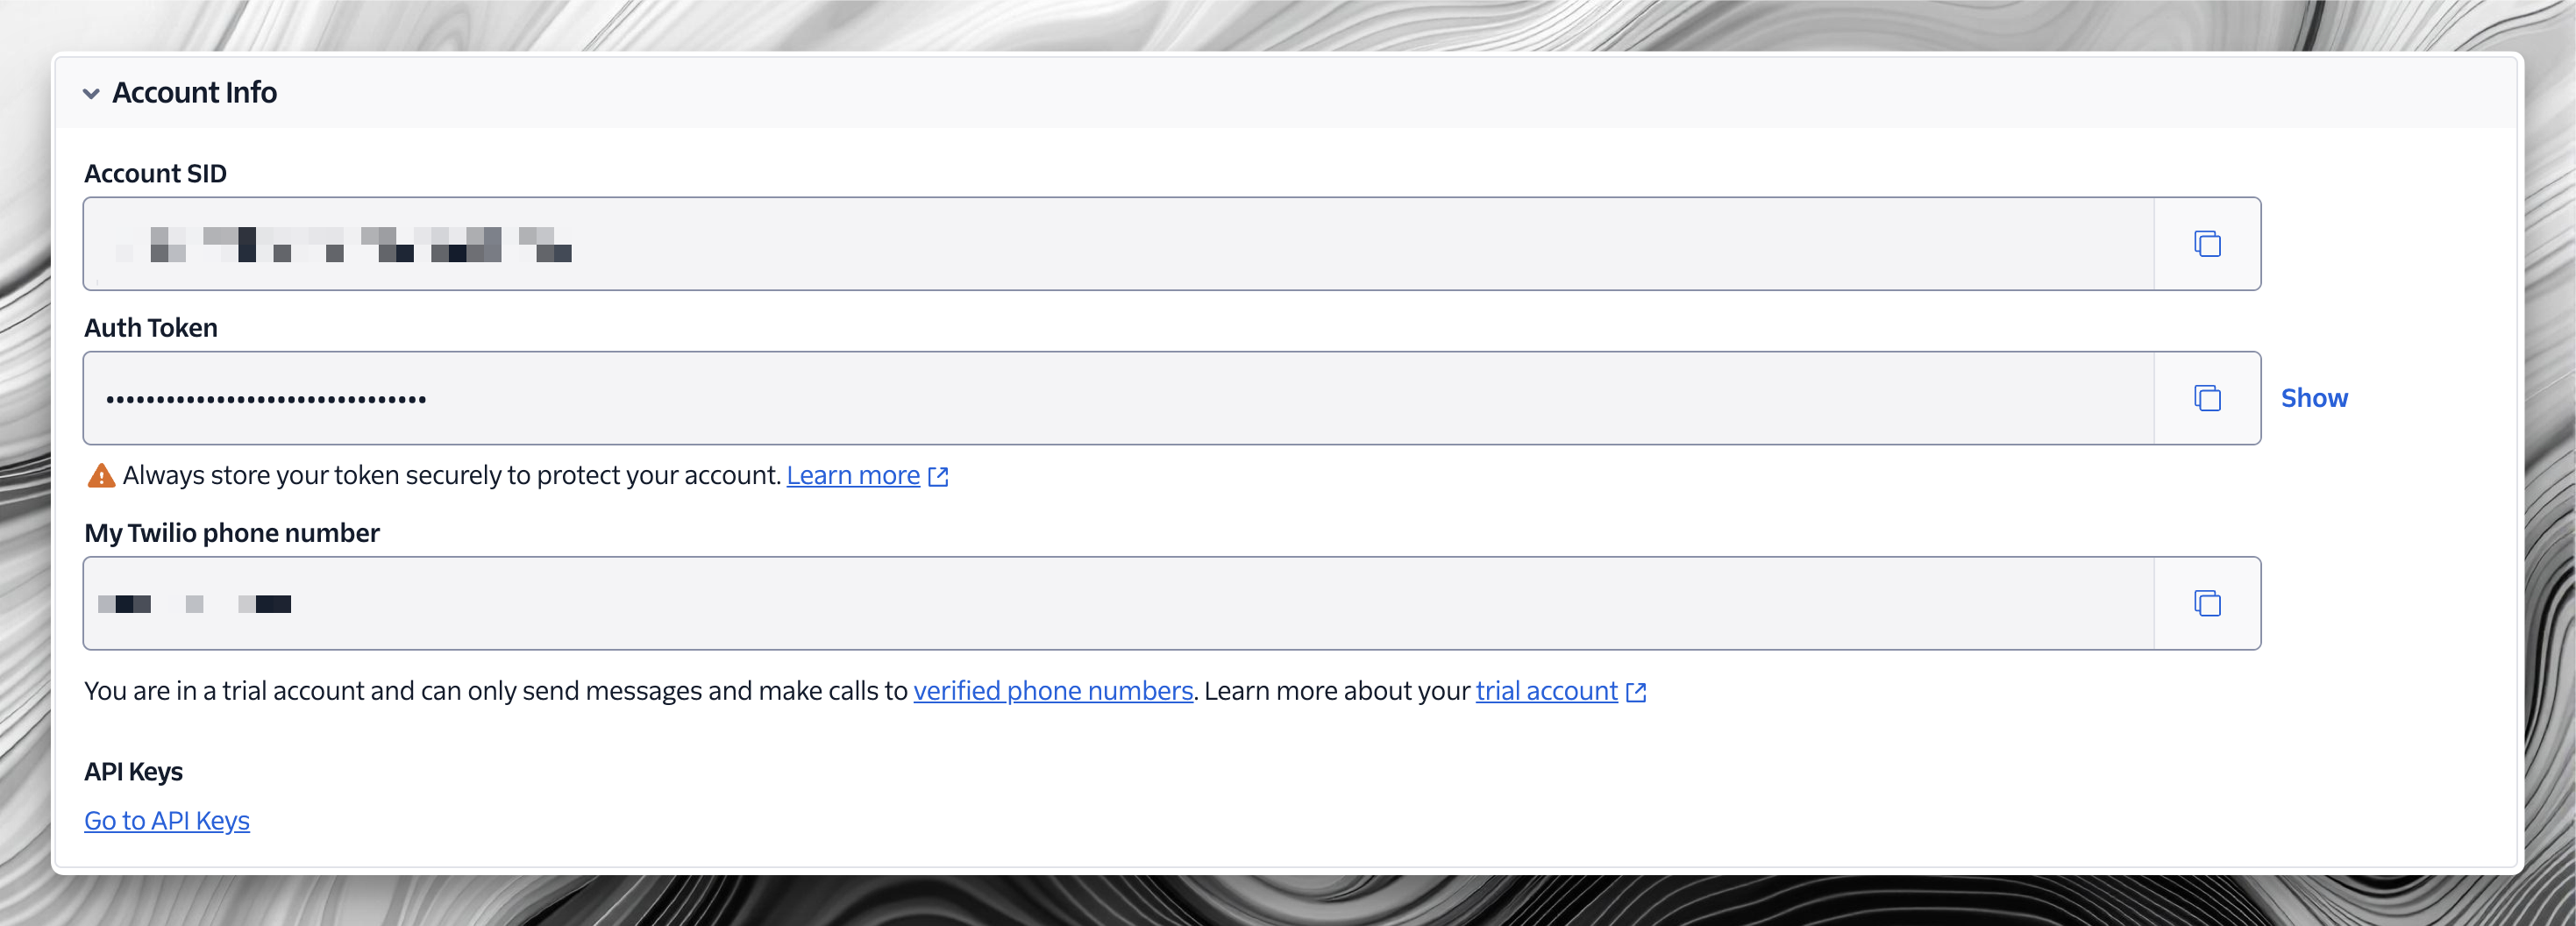 Account Info
Account SID
Auth Token
••••••••••••••••••••••••••••••••
Show
Always store your token securely to protect your account. Learn more
My Twilio phone number
You are in a trial account and can only send messages and make calls to verified phone numbers. Learn more about your trial account
API Keys
Go to API Keys